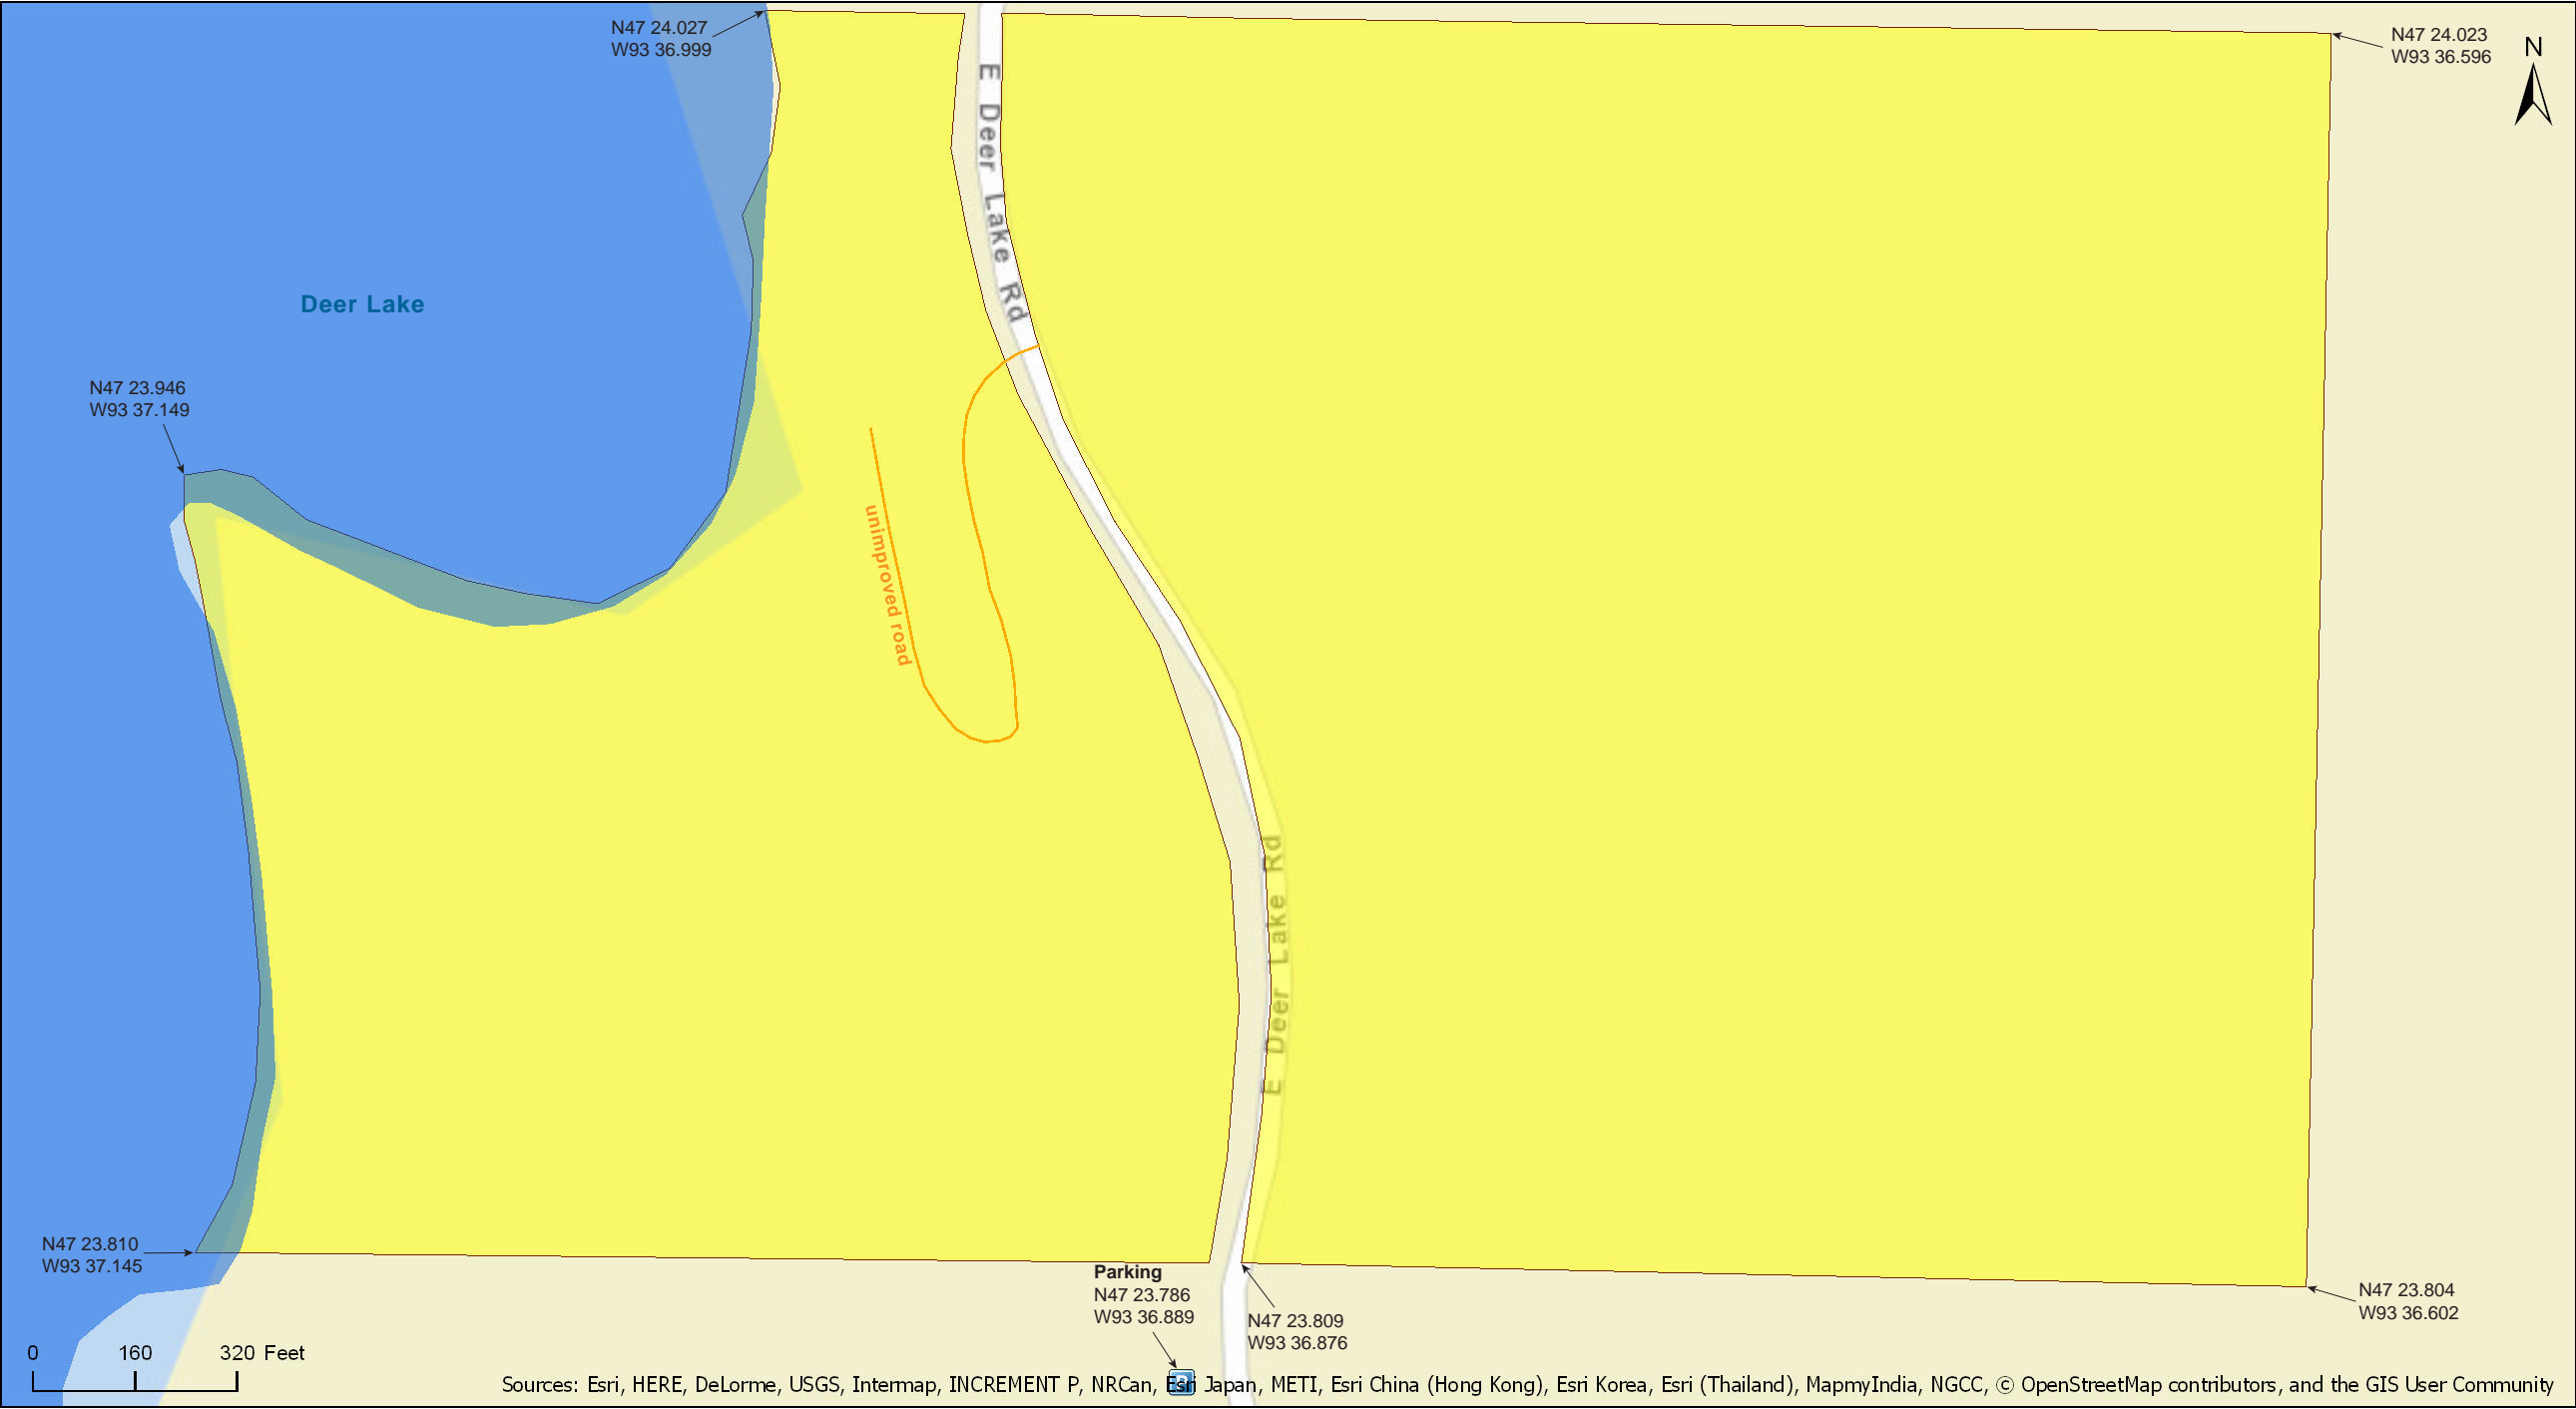 N47 24.027
W93 36.999
N47 24.023
W93 36.596
N
E Deer Lake Rd
Deer Lake
N47 23.946
W93 37.149
unimproved road
E Deer Lake Rd
N47 23.810
W93 37.145
Parking
N47 23.786
W93 36.889
N47 23.809
W93 36.876
N47 23.804
W93 36.602
0 160 320 Feet
Sources: Esri, HERE, DeLorme, USGS, Intermap, INCREMENT P, NRCan, Esri Japan, METI, Esri China (Hong Kong), Esri Korea, Esri (Thailand), MapmyIndia, NGCC, © OpenStreetMap contributors, and the GIS User Community